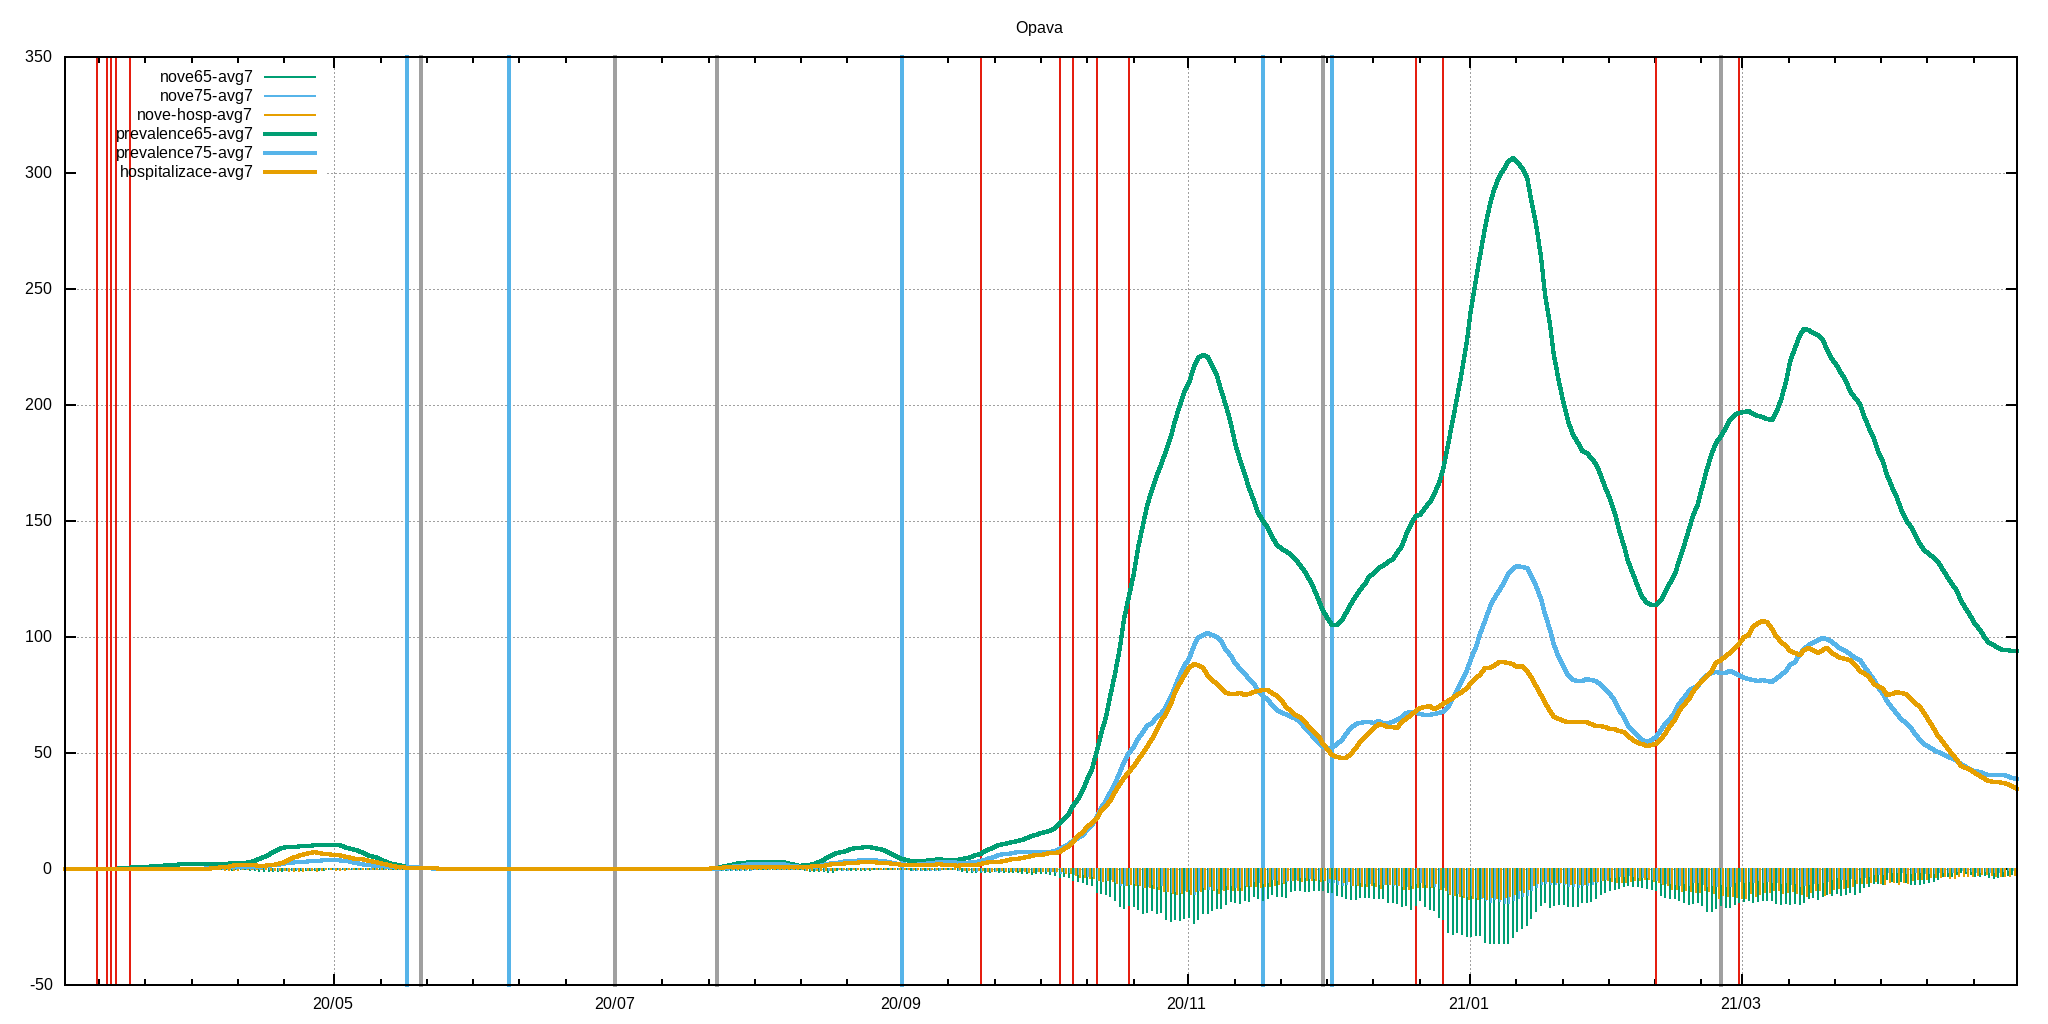 Opava
350
300
250
200
150
100
50
0
-50
nove65-avg7
nove75-avg7
nove-hosp-avg7
prevalence65-avg7
prevalence75-avg7
hospitalizace-avg7
20/05 20/07 20/09 20/11 21/01 21/03